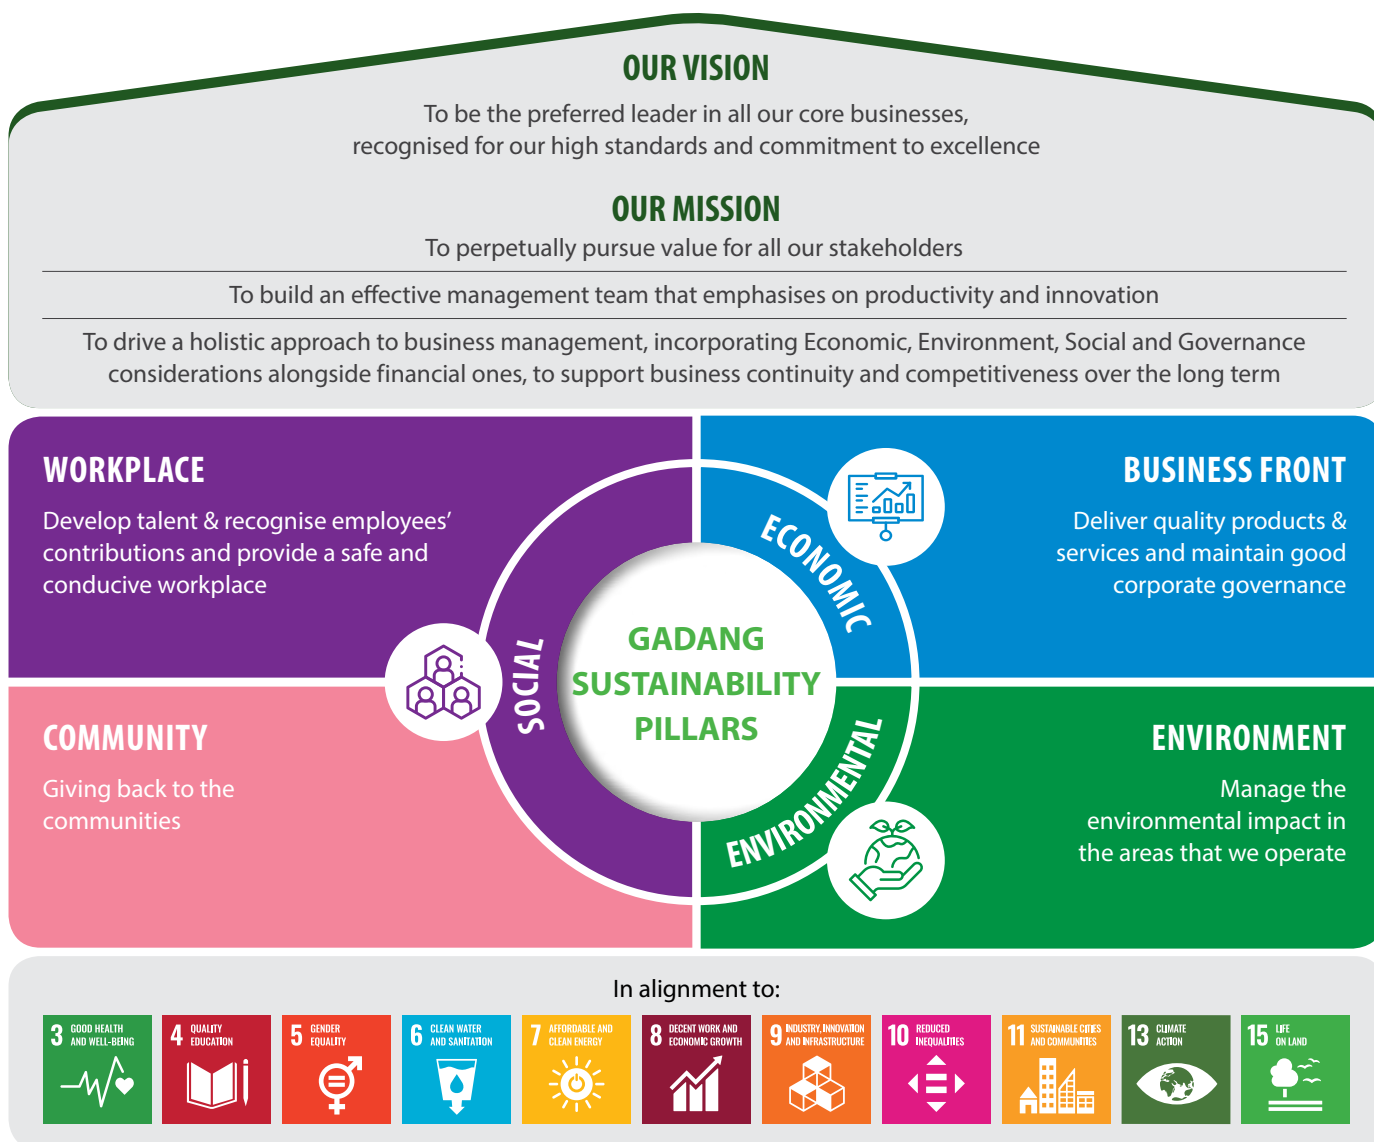 OUR VISION
To be the preferred leader in all our core businesses,
recognised for our high standards and commitment to excellence
OUR MISSION
To perpetually pursue value for all our stakeholders
To build an effective management team that emphasises on productivity and innovation
To drive a holistic approach to business management, incorporating Economic, Environment, Social and Governance
considerations alongside financial ones, to support business continuity and competitiveness over the long term
WORKPLACE
Develop talent & recognise employees’
contributions and provide a safe and
conducive workplace
BUSINESS FRONT
Deliver quality products &
services and maintain good
corporate governance
ECONOMIC
SOCIAL
GADANG
SUSTAINABILITY
PILLARS
ENVIRONMENTAL
COMMUNITY
Giving back to the
communities
ENVIRONMENT
Manage the
environmental impact in
the areas that we operate
In alignment to:
3 GOOD HEALTH
AND WELL-BEING
4 QUALITY
EDUCATION
5 GENDER
EQUALITY
6 CLEAN WATER
AND SANITATION
7 AFFORDABLE AND
CLEAN ENERGY
8 DECENT WORK AND
ECONOMIC GROWTH
9 INDUSTRY, INNOVATION
AND INFRASTRUCTURE
10 REDUCED
INEQUALITIES
11 SUSTAINABLE CITIES
AND COMMUNITIES
13 CLIMATE
ACTION
15 LIFE
ON LAND